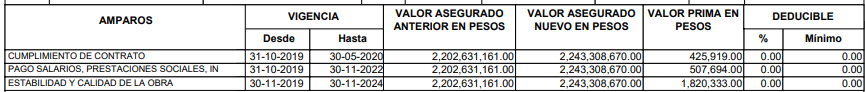 AMPAROS VIGENCIA VALOR ASEGURADO ANTERIOR EN PESOS VALOR ASEGURADO NUEVO EN PESOS VALOR PRIMA EN PESOS DEDUCIBLE
Desde Hasta % Mínimo
CUMPLIMIENTO DE CONTRATO 31-10-2019 30-05-2020 2,202,631,161.00 2,243,308,670.00 425,919.00 0.00 0.00
PAGO SALARIOS, PRESTACIONES SOCIALES, IN 31-10-2019 30-11-2022 2,202,631,161.00 2,243,308,670.00 507,694.00 0.00 0.00
ESTABILIDAD Y CALIDAD DE LA OBRA 30-11-2019 30-11-2024 2,202,631,161.00 2,243,308,670.00 1,820,333.00 0.00 0.00